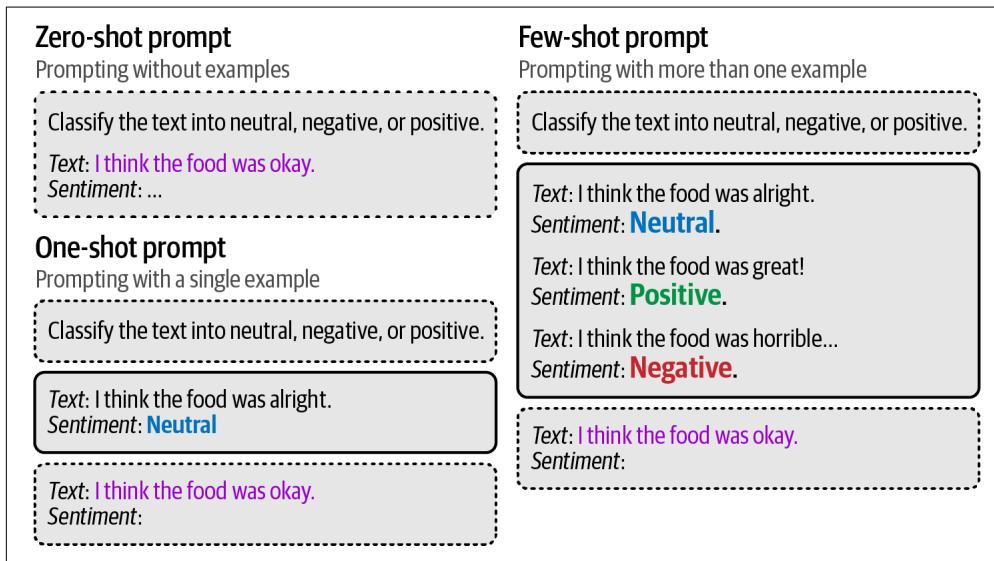 Zero-shot prompt
Prompting without examples
Classify the text into neutral, negative, or positive.
Text: I think the food was okay.
Sentiment: ...
One-shot prompt
Prompting with a single example
Classify the text into neutral, negative, or positive.
Text: I think the food was alright.
Sentiment: Neutral
Text: I think the food was okay.
Sentiment:
Few-shot prompt
Prompting with more than one example
Classify the text into neutral, negative, or positive.
Text: I think the food was alright.
Sentiment: Neutral.
Text: I think the food was great!
Sentiment: Positive.
Text: I think the food was horrible...
Sentiment: Negative.
Text: I think the food was okay.
Sentiment: